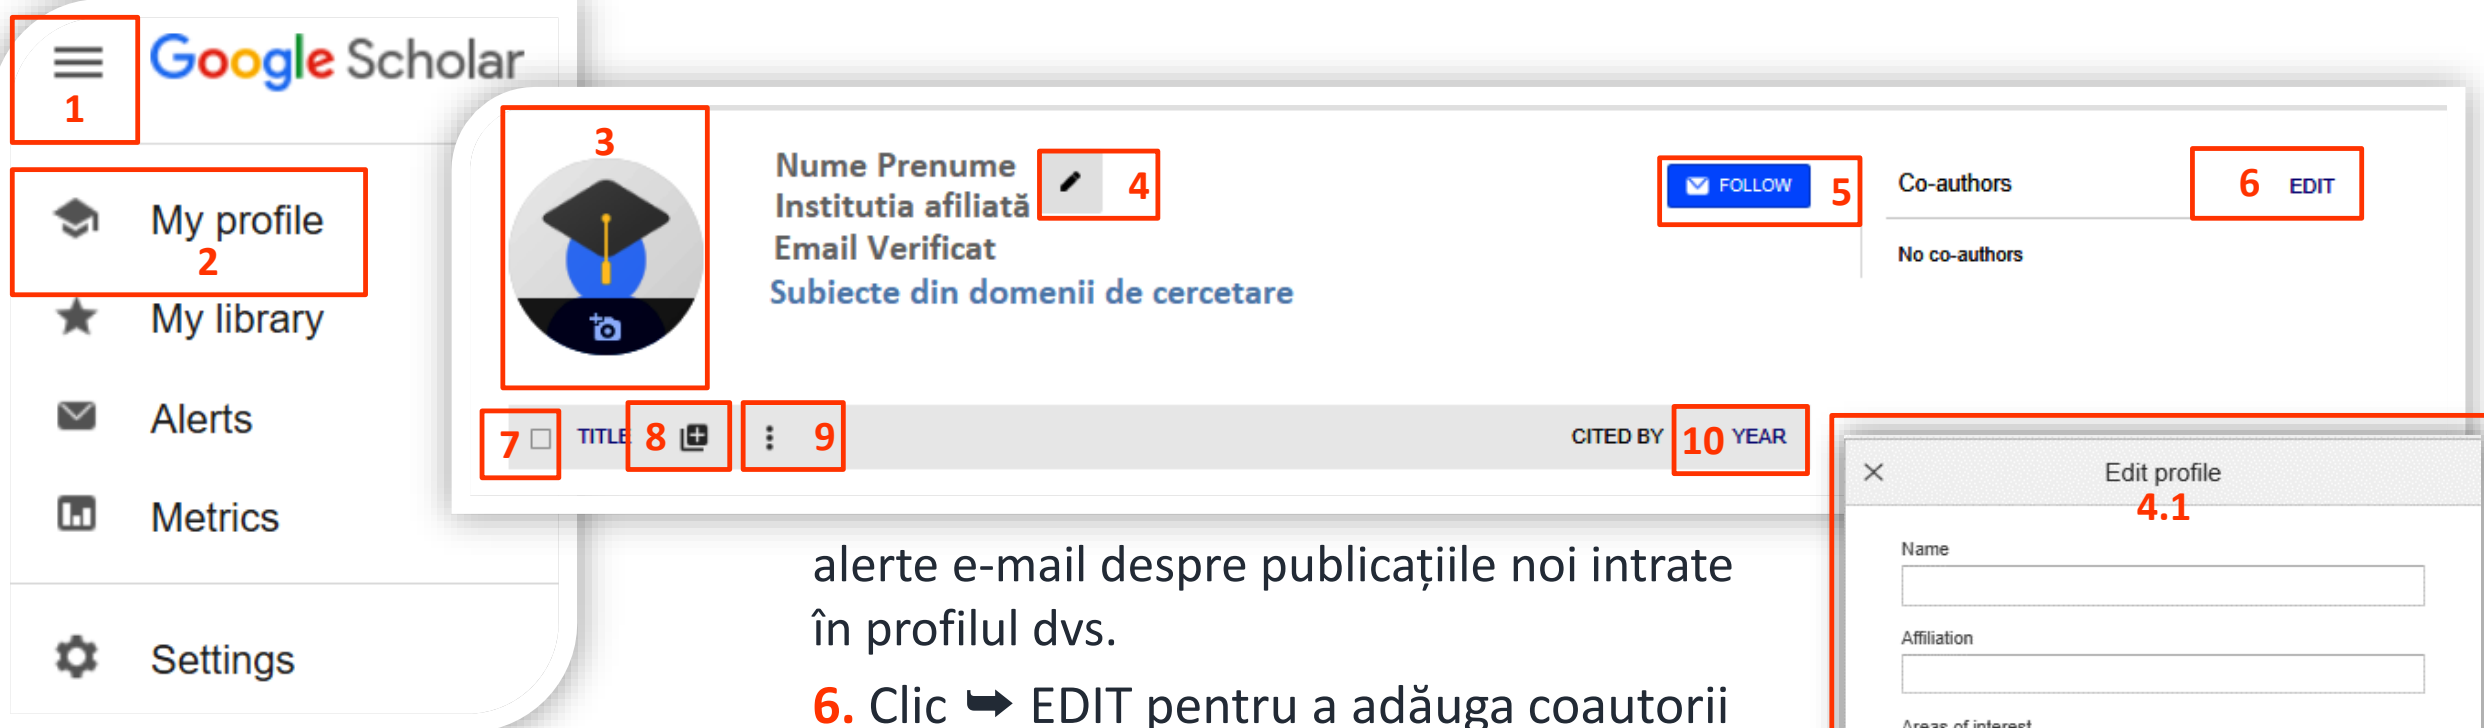 Google Scholar
1
My profile
2
My library
Alerts
Metrics
Settings
3
Nume Prenume
Institutia afiliată
4
Email Verificat
Subiecte din domenii de cercetare
FOLLOW 5
Co-authors 6 EDIT
No co-authors
7 TITLE 8 9 CITED BY 10 YEAR
alerte e-mail despre publicațiile noi intrate
în profilul dvs.
6. Clic ➥ EDIT pentru a adăuga coautorii
Edit profile
4.1
Name
Affiliation
Areas of interest